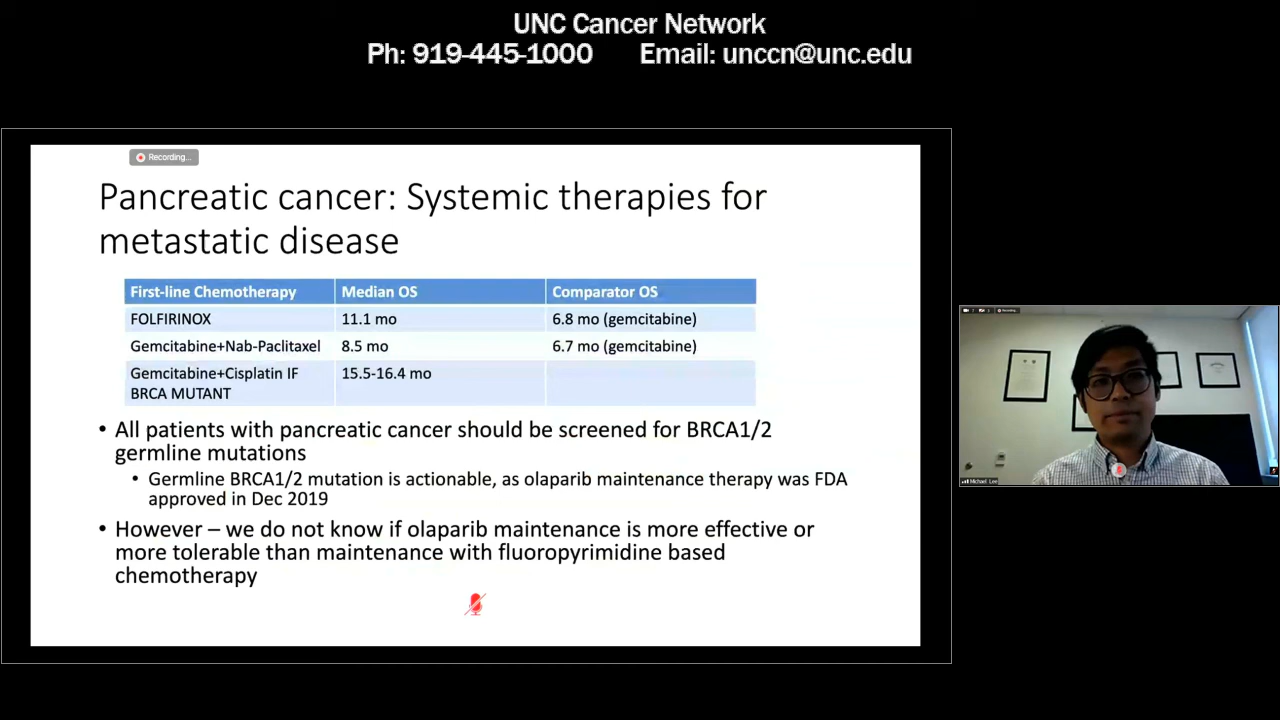 UNC Cancer Network
Ph: 919-445-1000 Email: unccn@unc.edu
Recording...
Pancreatic cancer: Systemic therapies for
metastatic disease
First-line Chemotherapy Median OS Comparator OS
FOLFIRINOX 11.1 mo 6.8 mo (gemcitabine)
Gemcitabine+Nab-Paclitaxel 8.5 mo 6.7 mo (gemcitabine)
Gemcitabine+Cisplatin IF 15.5-16.4 mo
BRCA MUTANT
• All patients with pancreatic cancer should be screened for BRCA1/2
germline mutations
• Germline BRCA1/2 mutation is actionable, as olaparib maintenance therapy was FDA
approved in Dec 2019
• However – we do not know if olaparib maintenance is more effective or
more tolerable than maintenance with fluoropyrimidine based
chemotherapy
Recording...
Michael Lee